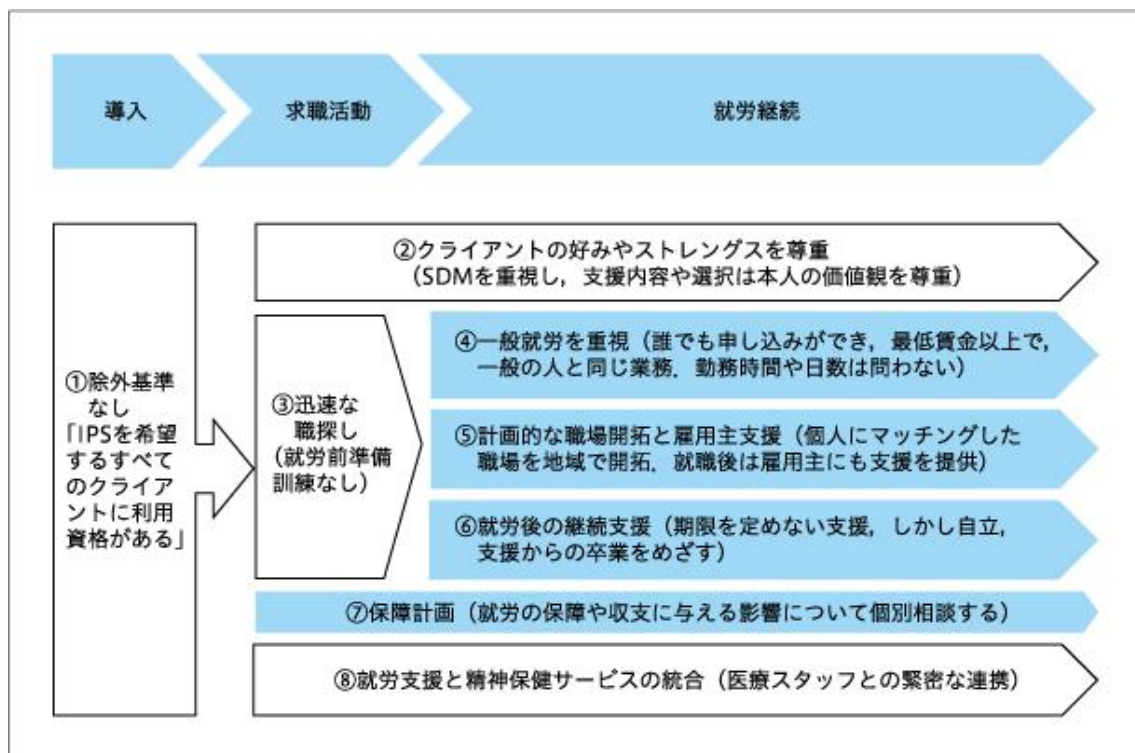 導入
求職活動
就労継続
①除外基準
なし
「IPSを希望
するすべて
のクライア
ントに利用
資格がある」
②クライアントの好みやストレングスを尊重
（SDMを重視し，支援内容や選択は本人の価値観を尊重）
③迅速な
職探し
（就労前準備
訓練なし）
④一般就労を重視（誰でも申し込みができ，最低賃金以上で，
一般の人と同じ業務，勤務時間や日数は問わない）
⑤計画的な職場開拓と雇用主支援（個人にマッチングした
職場を地域で開拓，就職後は雇用主にも支援を提供）
⑥就労後の継続支援（期限を定めない支援，しかし自立，
支援からの卒業をめざす）
⑦保障計画（就労の保障や収支に与える影響について個別相談する）
⑧就労支援と精神保健サービスの統合（医療スタッフとの緊密な連携）